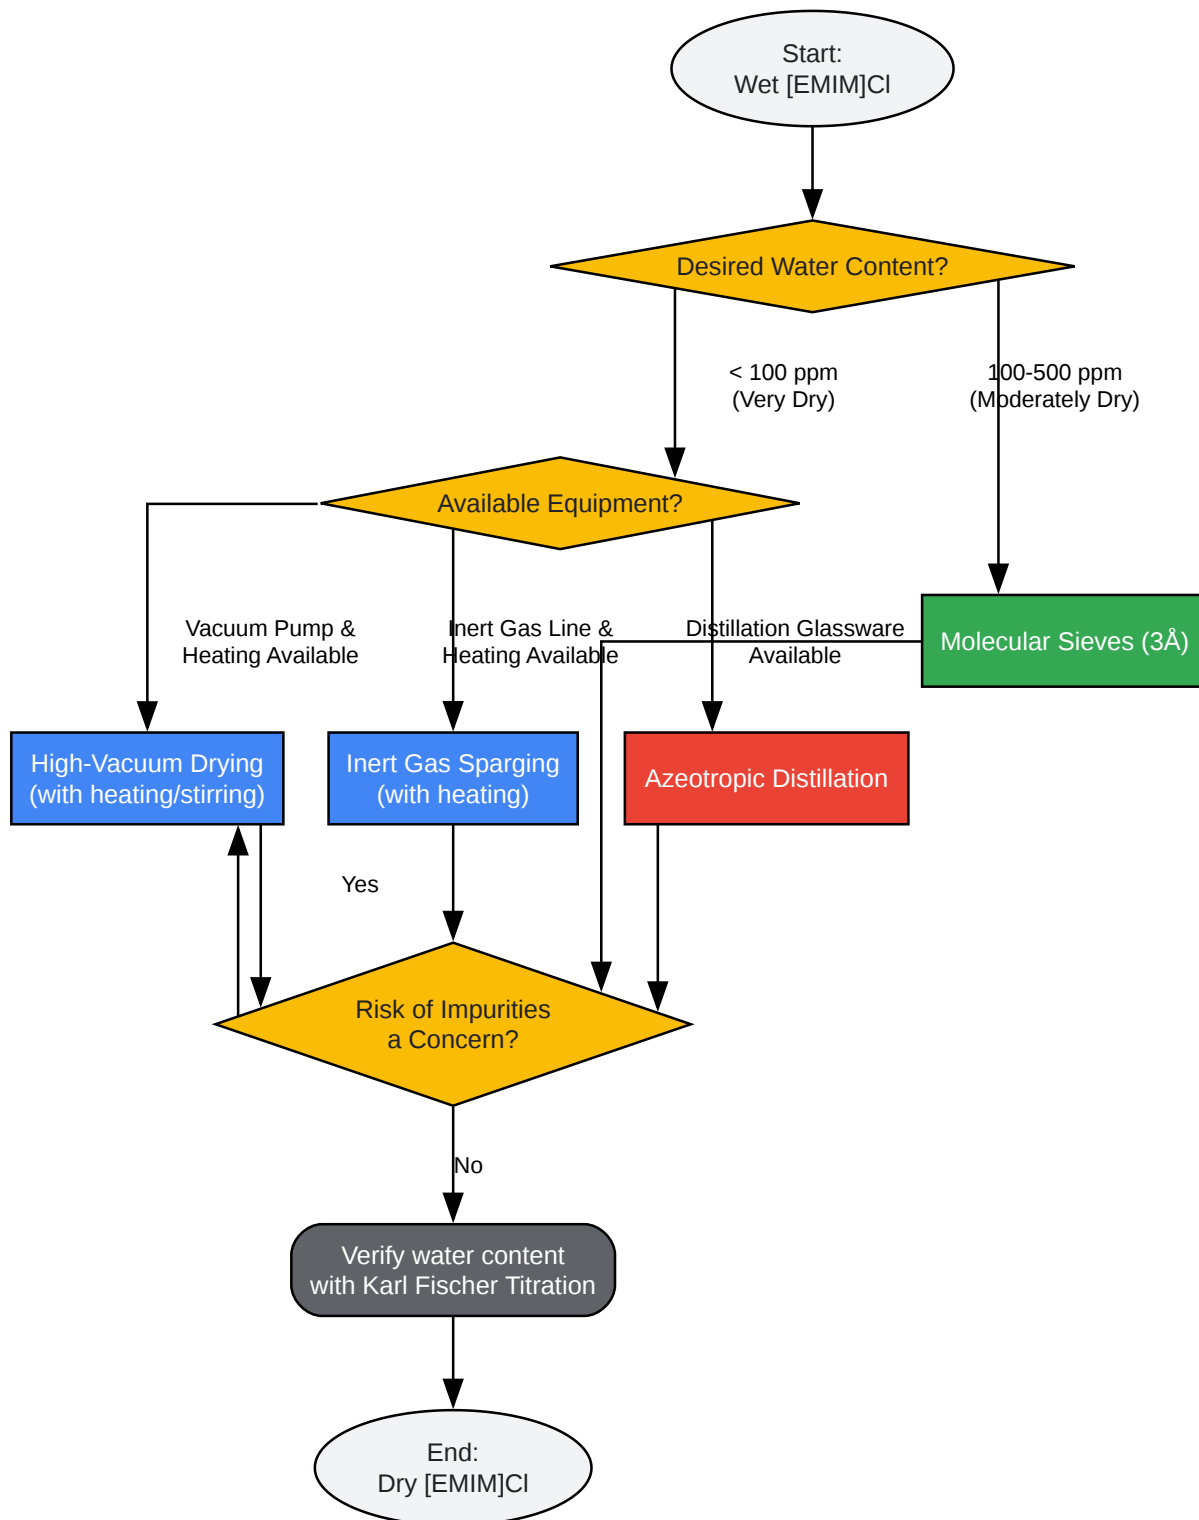 Start:
Wet [EMIM]Cl
Desired Water Content?
< 100 ppm
(Very Dry)
100-500 ppm
(Moderately Dry)
Available Equipment?
Vacuum Pump &
Heating Available
Inert Gas Line &
Heating Available
Distillation Glassware
Available
Molecular Sieves (3Å)
High-Vacuum Drying
(with heating/stirring)
Inert Gas Sparging
(with heating)
Azeotropic Distillation
Yes
Risk of Impurities
a Concern?
No
Verify water content
with Karl Fischer Titration
End:
Dry [EMIM]Cl